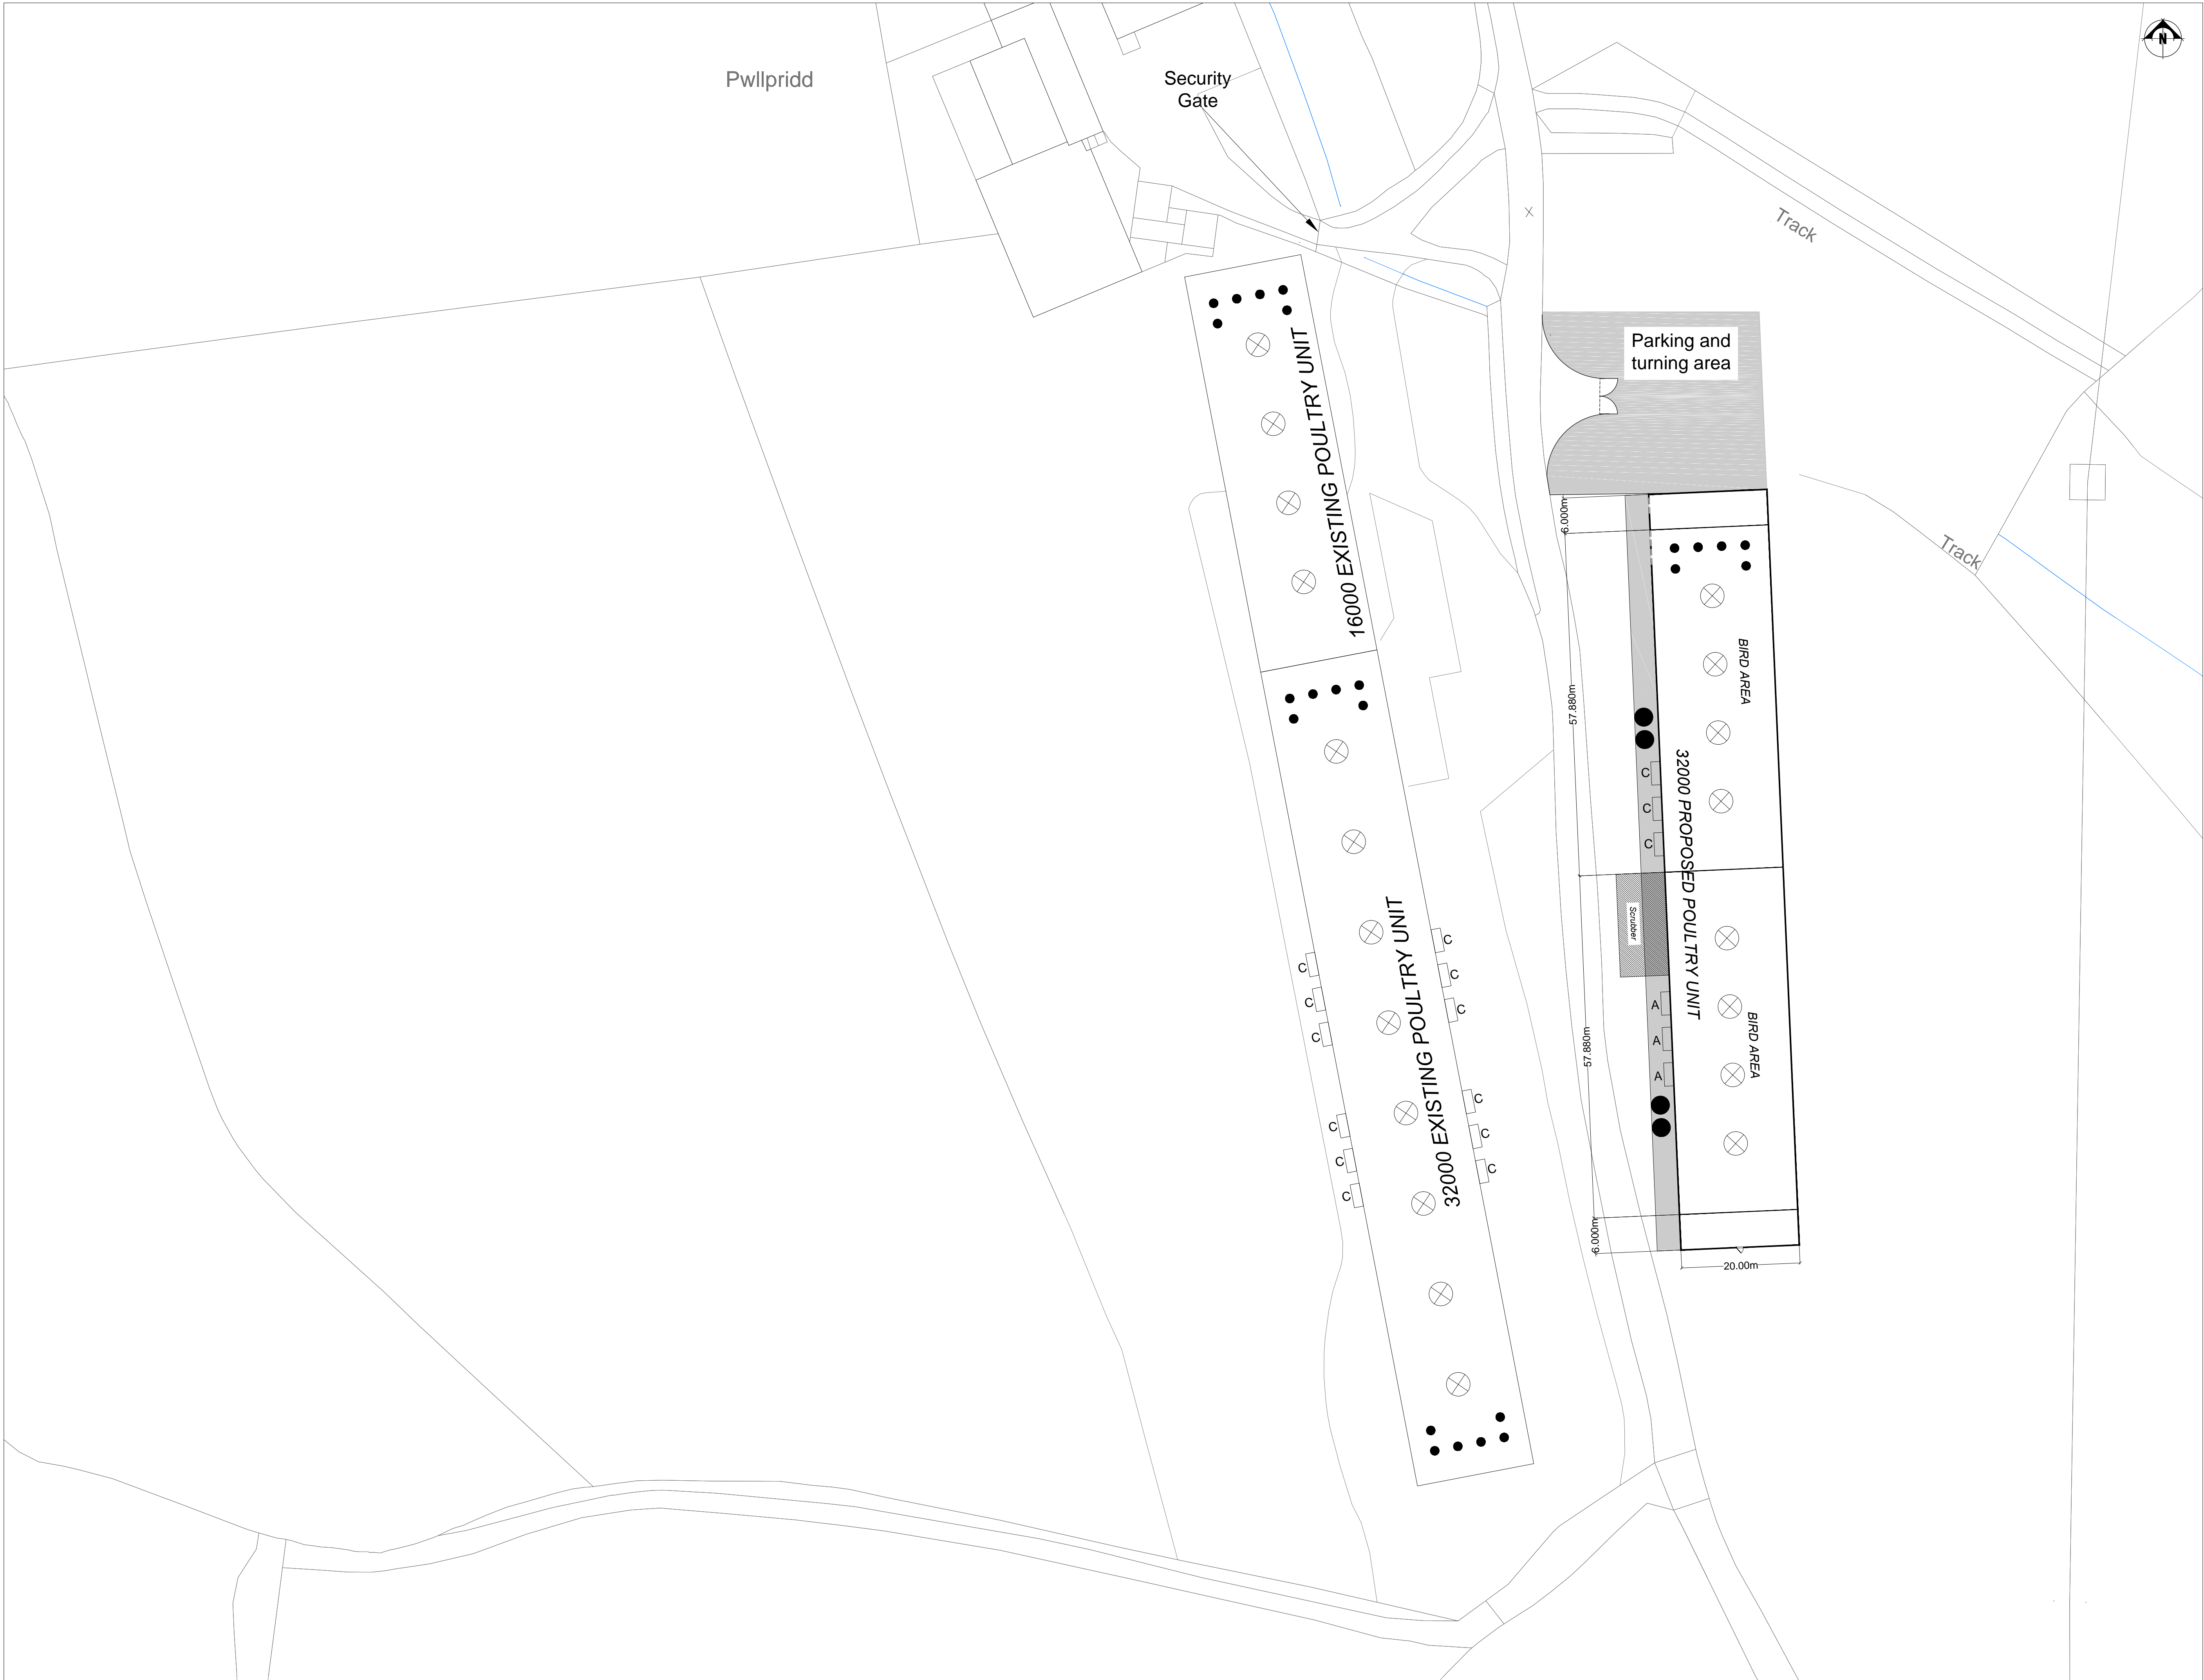 Pwllpridd
Security
Gate
N
Track
Parking and
turning area
16000 EXISTING POULTRY UNIT
6.000m
Track
BIRD AREA
57.880m
C
C
C
32000 PROPOSED POULTRY UNIT
Scrubber
32000 EXISTING POULTRY UNIT
C
C
C
C
C
C
C
C
C
C
C
C
A
A
A
BIRD AREA
57.880m
6.000m
20.00m